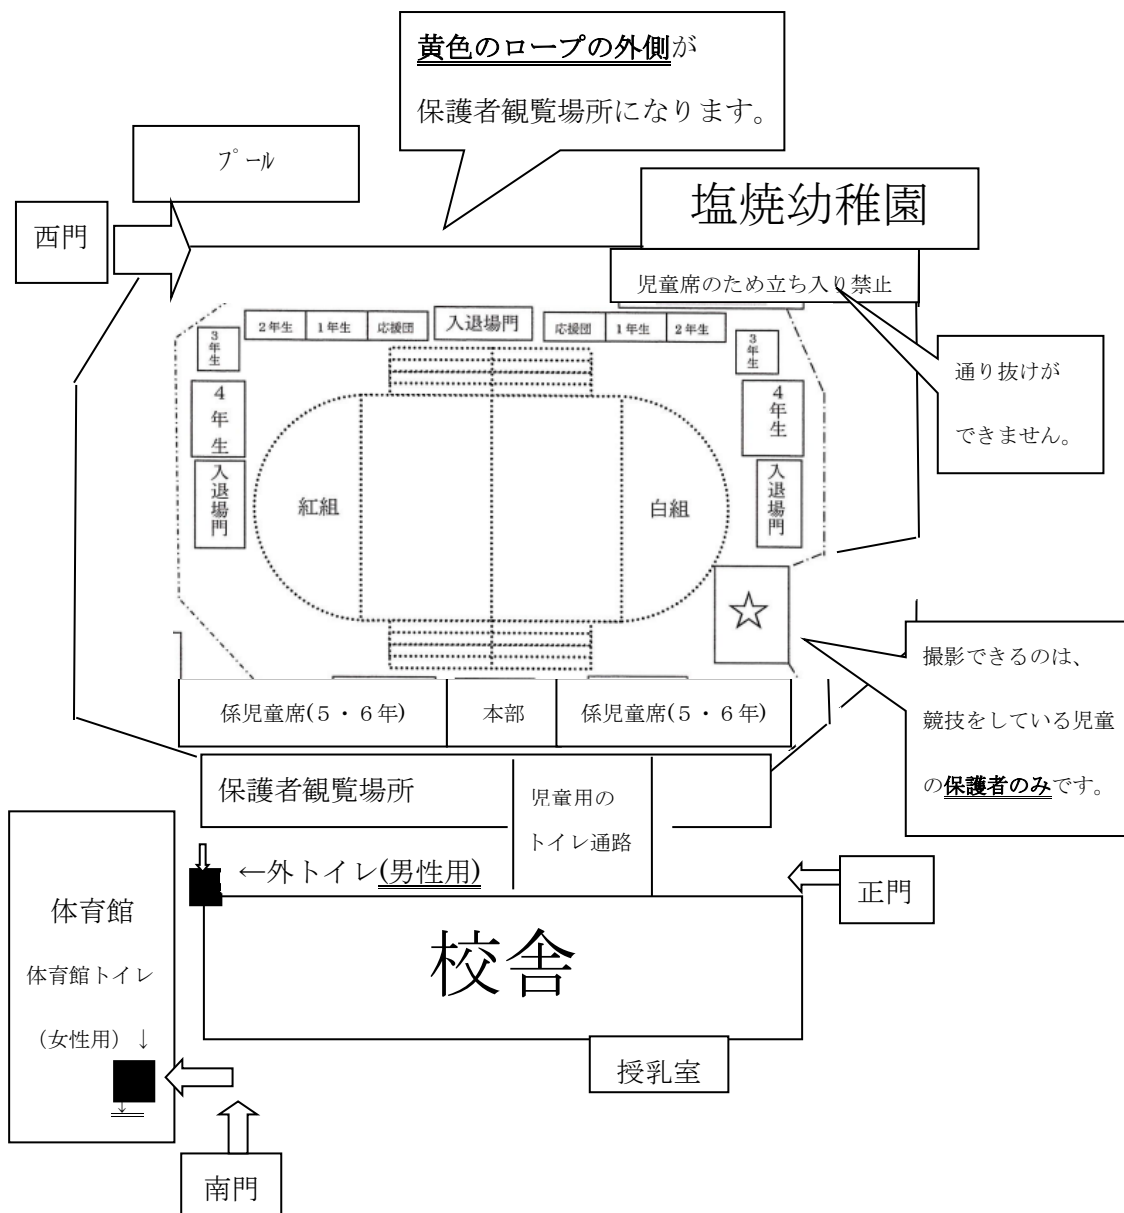 黄色のロープの外側が
保護者観覧場所になります。
プール
塩焼幼稚園
西門
児童席のため立ち入り禁止
2年生 1年生 応援団 入退場門 応援団 1年生 2年生
3年生
3年生
通り抜けが
できません。
4年生
4年生
入退場門
入退場門
紅組
白組
☆
撮影できるのは、
競技をしている児童
の保護者のみです。
係児童席(5・6年) 本部 係児童席(5・6年)
保護者観覧場所
児童用の
トイレ通路
←外トイレ(男性用)
正門
体育館
体育館トイレ
(女性用)↓
校舎
授乳室
↓
南門